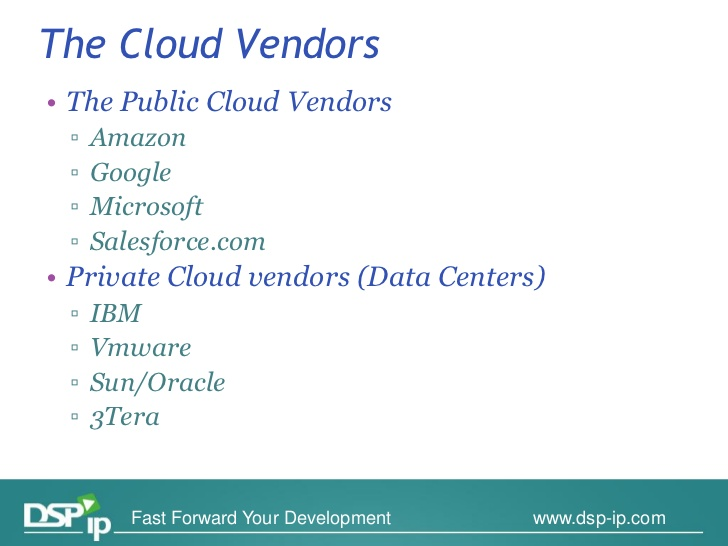 The Cloud Vendors
• The Public Cloud Vendors
▫ Amazon
▫ Google
▫ Microsoft
▫ Salesforce.com
• Private Cloud vendors (Data Centers)
▫ IBM
▫ Vmware
▫ Sun/Oracle
▫ 3Tera
DSP ip Fast Forward Your Development www.dsp-ip.com